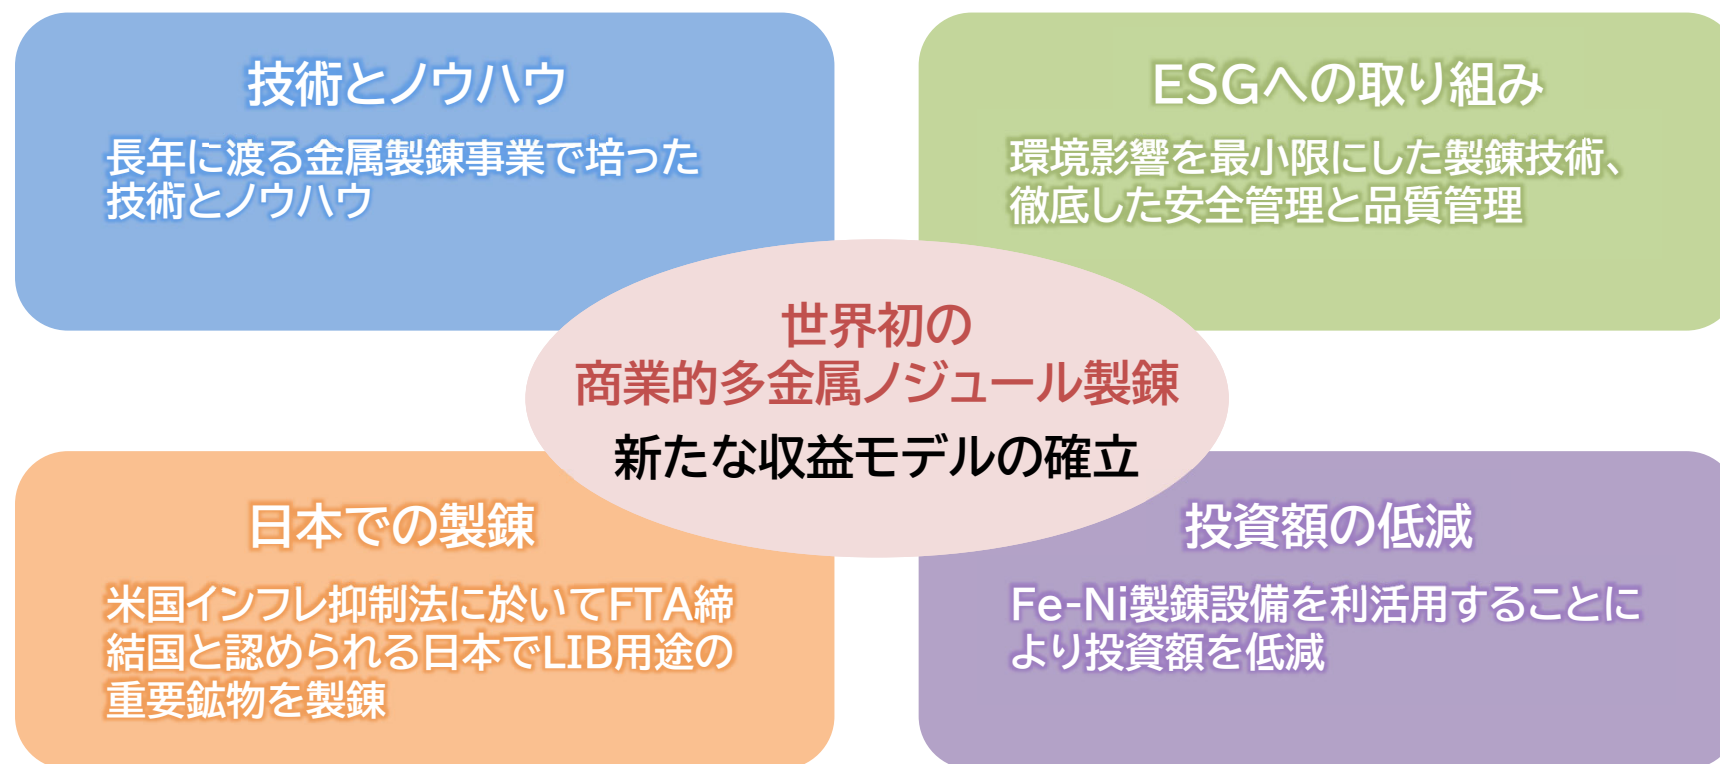 技術とノウハウ
長年に渡る金属製錬事業で培った
技術とノウハウ
ESGへの取り組み
環境影響を最小限にした製錬技術、
徹底した安全管理と品質管理
世界初の
商業的多金属ノジュール製錬
新たな収益モデルの確立
日本での製錬
米国インフレ抑制法に於いてFTA締
結国と認められる日本でLIB用途の
重要鉱物を製錬
投資額の低減
Fe-Ni製錬設備を利活用することに
より投資額を低減